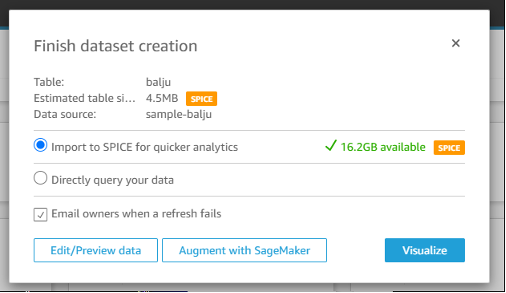 Finish dataset creation
Table: balju
Estimated table si... 4.5MB SPICE
Data source: sample-balju
Import to SPICE for quicker analytics 16.2GB available SPICE
Directly query your data
Email owners when a refresh fails
Edit/Preview data Augment with SageMaker Visualize